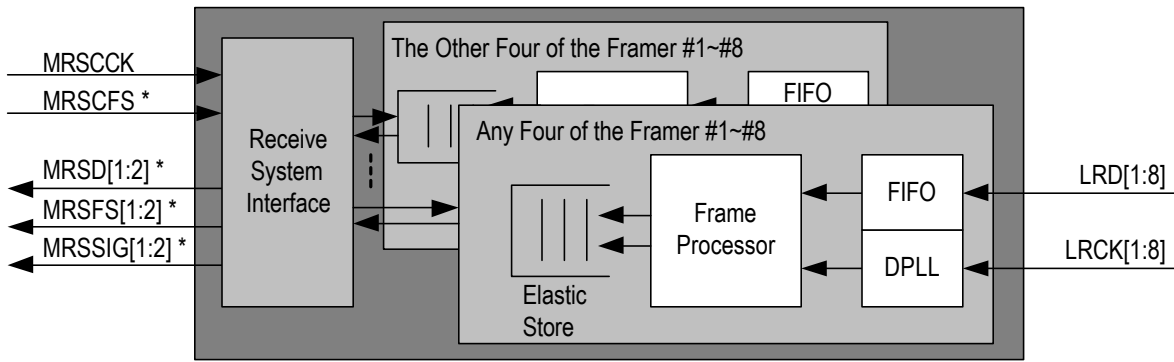 MRSCCK
MRSCFS *
MRSD[1:2] *
MRSFS[1:2] *
MRSSIG[1:2] *
Receive
System
Interface
The Other Four of the Framer #1~#8
FIFO
Any Four of the Framer #1~#8
Elastic
Store
Frame
Processor
FIFO
DPLL
LRD[1:8]
LRCK[1:8]